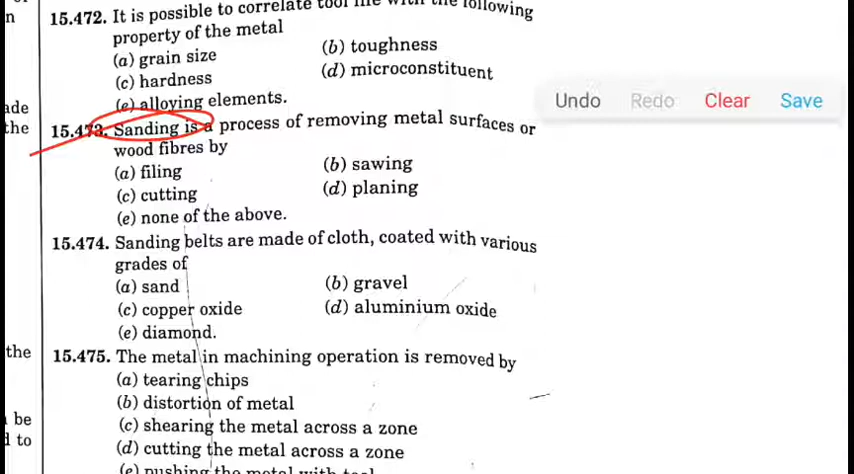 n
15.472. It is possible to correlate tool life with the following
property of the metal
(a) grain size
(b) toughness
(c) hardness
(d) microconstituent
(e) alloying elements.
ade
the
15.473. Sanding is a process of removing metal surfaces or
wood fibres by
(a) filing
(b) sawing
(c) cutting
(d) planing
(e) none of the above.
15.474. Sanding belts are made of cloth, coated with various
grades of
(a) sand
(b) gravel
(c) copper oxide
(d) aluminium oxide
(e) diamond.
the
15.475. The metal in machining operation is removed by
(a) tearing chips
(b) distortion of metal
(c) shearing the metal across a zone
be
d to
(d) cutting the metal across a zone
(e) pushing the metal with tool
Undo Redo Clear Save